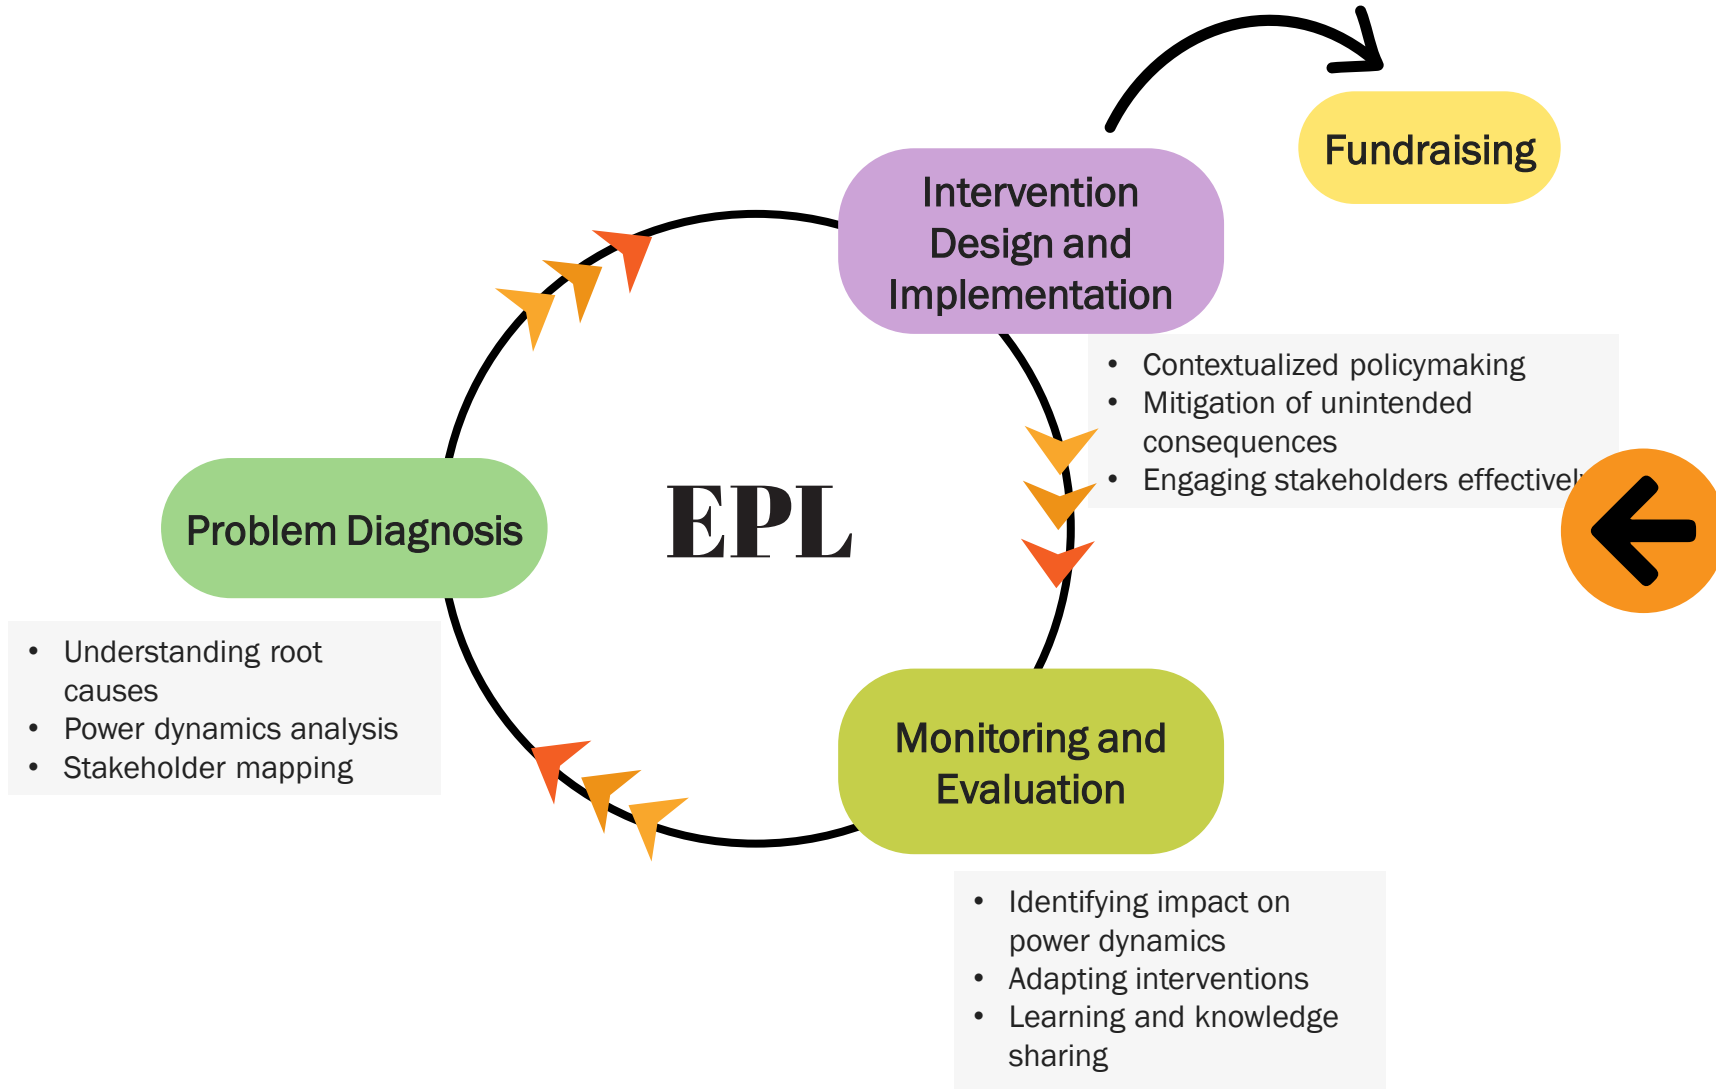 Fundraising
Intervention
Design and
Implementation
• Contextualized policymaking
• Mitigation of unintended
consequences
• Engaging stakeholders effectively
EPL
Problem Diagnosis
• Understanding root
causes
• Power dynamics analysis
• Stakeholder mapping
Monitoring and
Evaluation
• Identifying impact on
power dynamics
• Adapting interventions
• Learning and knowledge
sharing